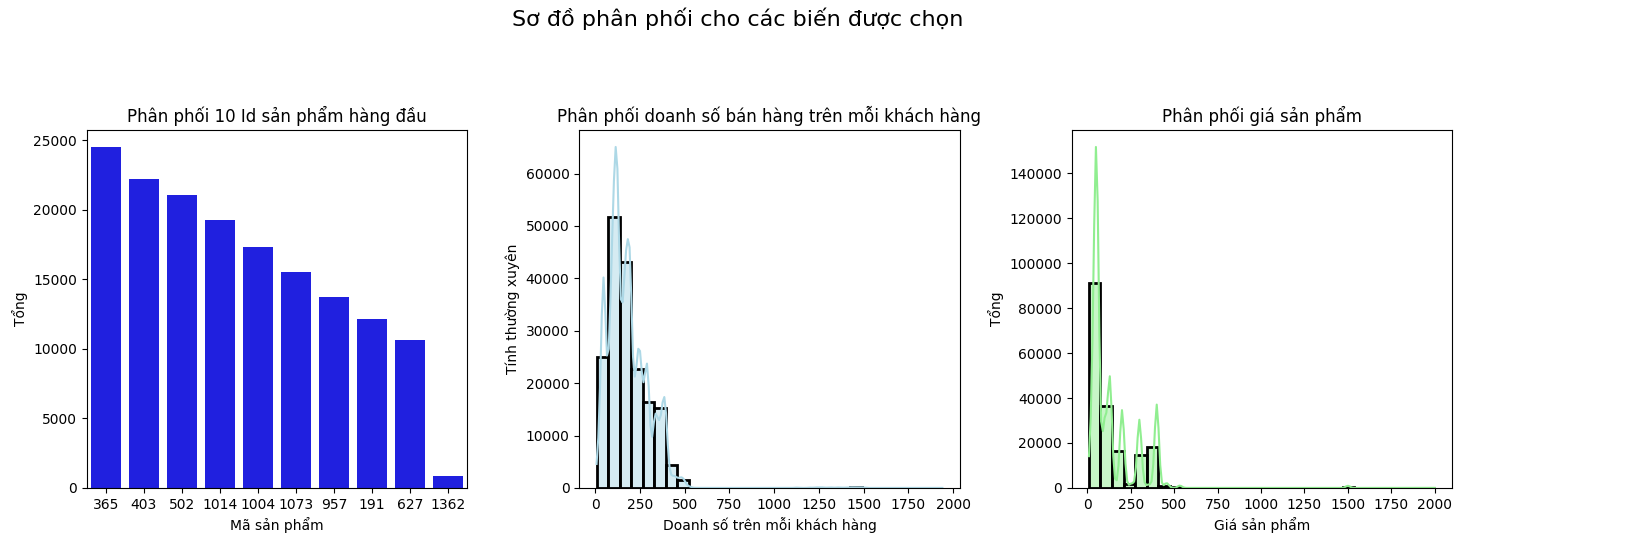 Sơ đồ phân phối cho các biến được chọn
Phân phối 10 Id sản phẩm hàng đầu
25000
20000
15000
10000
5000
0
Tổng
365 403 502 1014 1004 1073 957 191 627 1362
Mã sản phẩm
Phân phối doanh số bán hàng trên mỗi khách hàng
60000
50000
40000
30000
20000
10000
0
Tính thường xuyên
0 250 500 750 1000 1250 1500 1750 2000
Doanh số trên mỗi khách hàng
Phân phối giá sản phẩm
140000
120000
100000
80000
60000
40000
20000
0
Tổng
0 250 500 750 1000 1250 1500 1750 2000
Giá sản phẩm